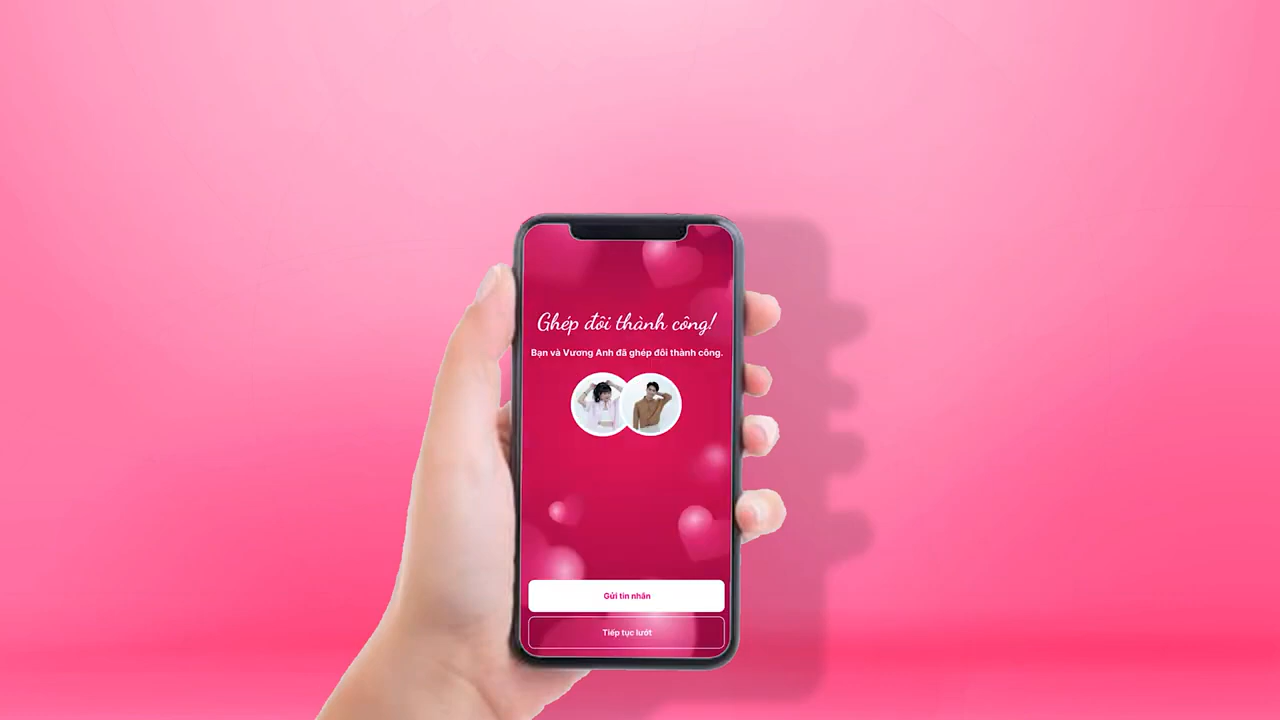 Ghép đôi thành công!
Bạn và Vương Anh đã ghép đôi thành công.
Gửi tin nhắn
Tiếp tục lướt